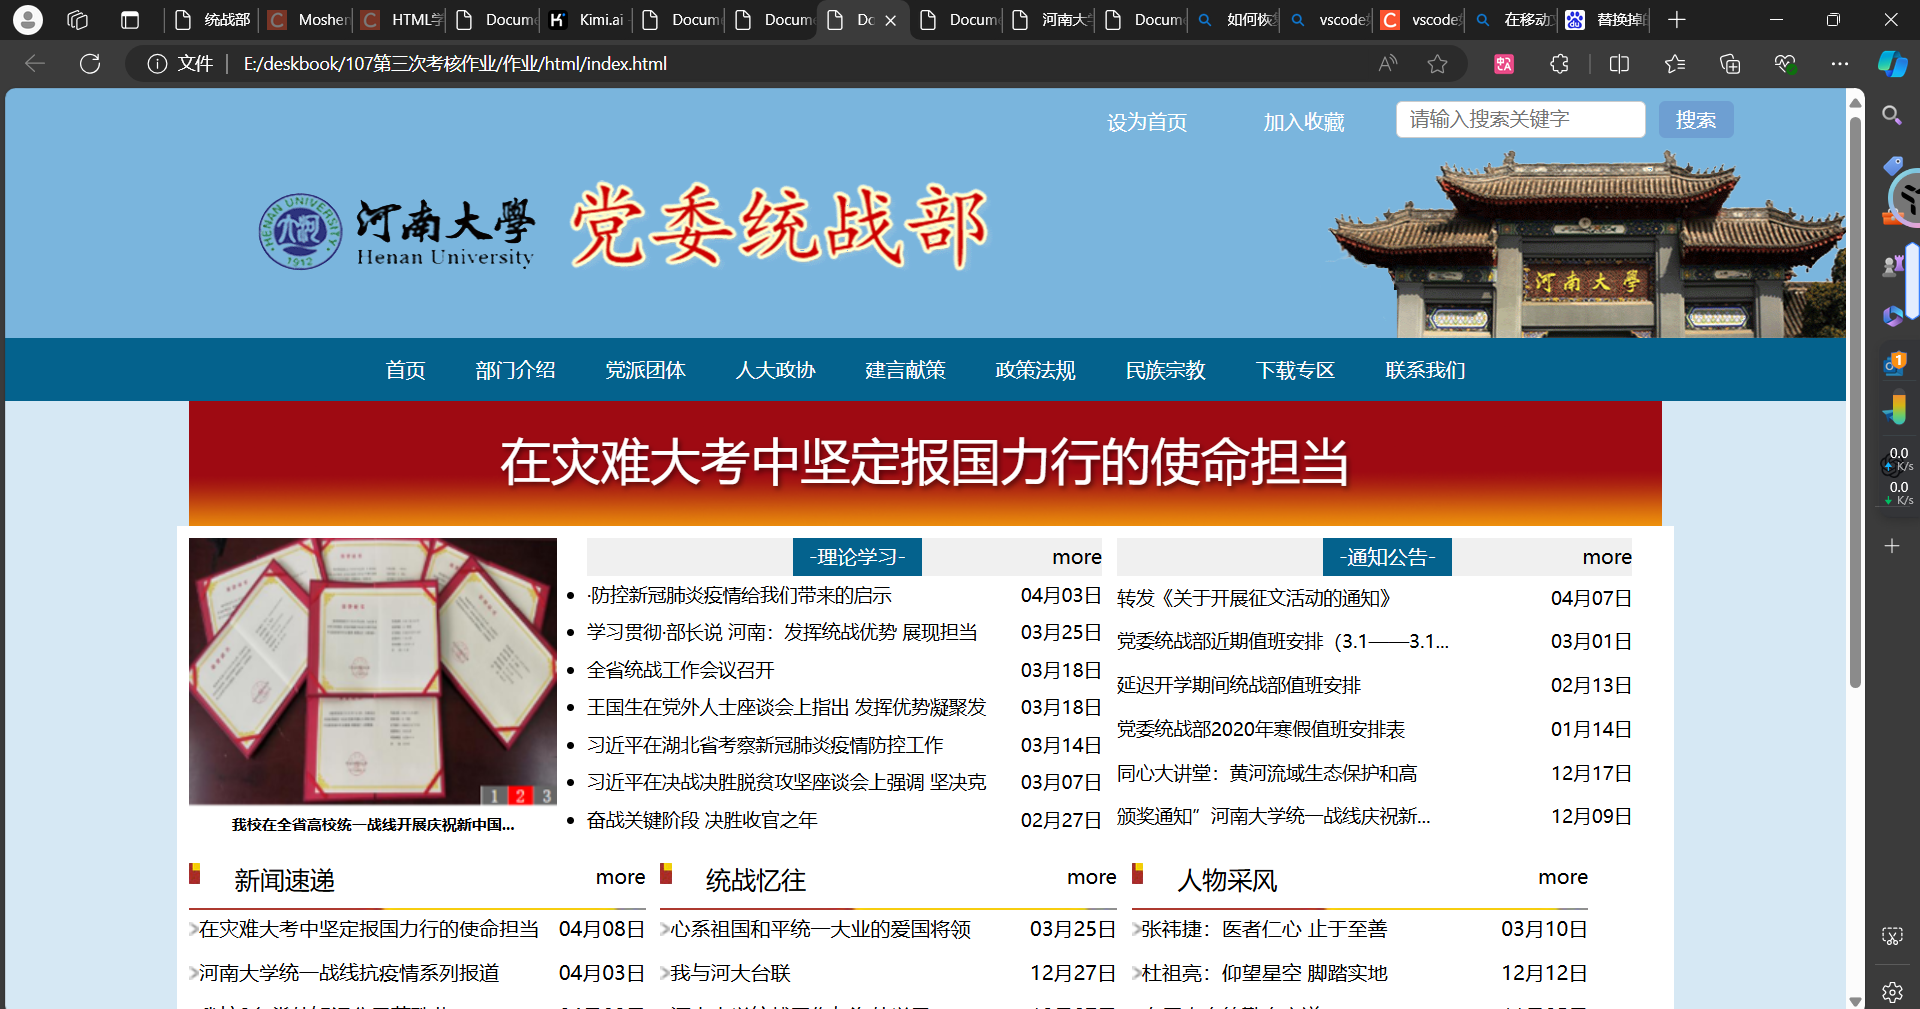 统战部
Moshen
HTML学
Docume
Kimi.ai
Docum
Docum
Do
Docum
河南大学
Docum
如何恢复
vscode
vscode
在移动
替换掉的
文件
E:/deskbook/107第三次考核作业/作业/html/index.html
设为首页
加入收藏
请输入搜索关键字
搜索
HENAN UNIVERSITY
1912
河南大學
Henan University
党委统战部
河南大學
首页
部门介绍
党派团体
人大政协
建言献策
政策法规
民族宗教
下载专区
联系我们
在灾难大考中坚定报国力行的使命担当
1 2 3
我校在全省高校统一战线开展庆祝新中国...
-理论学习-
more
·防控新冠肺炎疫情给我们带来的启示 04月03日
学习贯彻·部长说 河南：发挥统战优势 展现担当 03月25日
全省统战工作会议召开 03月18日
王国生在党外人士座谈会上指出 发挥优势凝聚发 03月18日
习近平在湖北省考察新冠肺炎疫情防控工作 03月14日
习近平在决战决胜脱贫攻坚座谈会上强调 坚决克 03月07日
奋战关键阶段 决胜收官之年 02月27日
-通知公告-
more
转发《关于开展征文活动的通知》 04月07日
党委统战部近期值班安排（3.1——3.1... 03月01日
延迟开学期间统战部值班安排 02月13日
党委统战部2020年寒假值班安排表 01月14日
同心大讲堂：黄河流域生态保护和高 12月17日
颁奖通知”河南大学统一战线庆祝新... 12月09日
新闻速递
more
在灾难大考中坚定报国力行的使命担当 04月08日
河南大学统一战线抗疫情系列报道 04月03日
统战忆往
more
心系祖国和平统一大业的爱国将领 03月25日
我与河大台联 12月27日
人物采风
more
张祎捷：医者仁心 止于至善 03月10日
杜祖亮：仰望星空 脚踏实地 12月12日
1
0.0
K/s
0.0
K/s